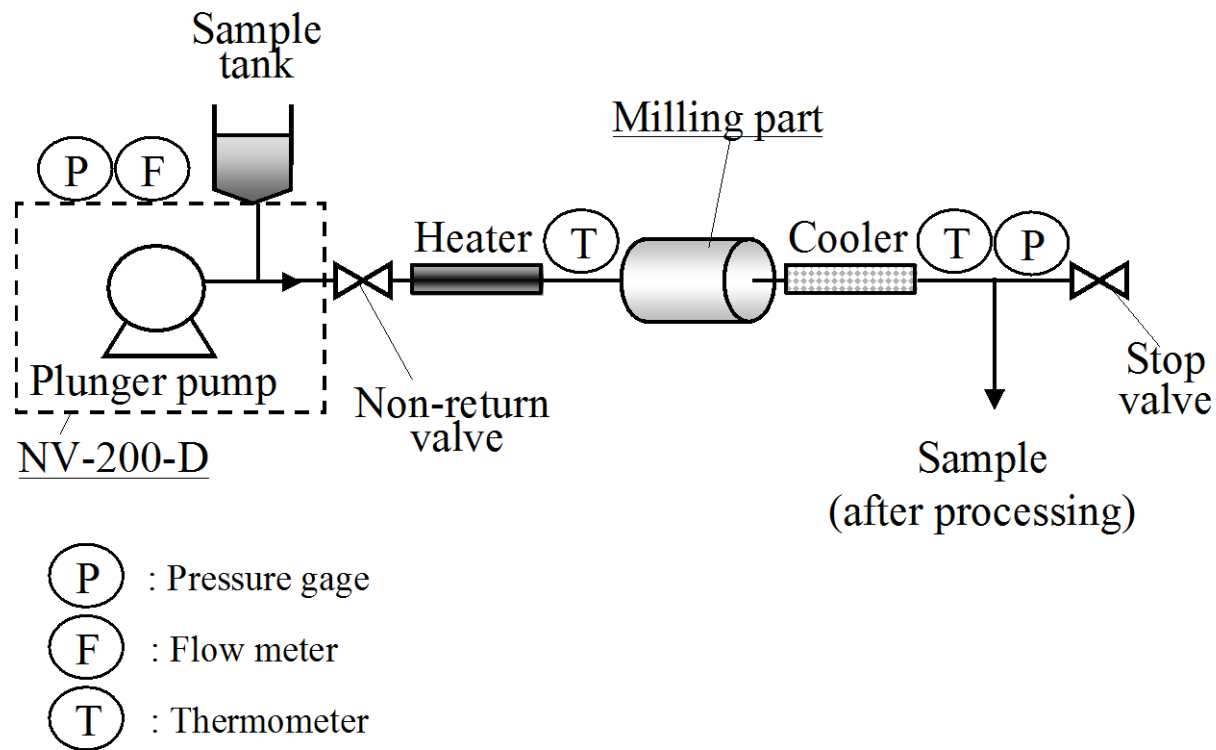 Sample
tank
P
F
Milling part
Heater
T
Cooler
T
P
Plunger pump
Non-return
valve
Stop
valve
NV-200-D
Sample
(after processing)
P : Pressure gage
F : Flow meter
T : Thermometer